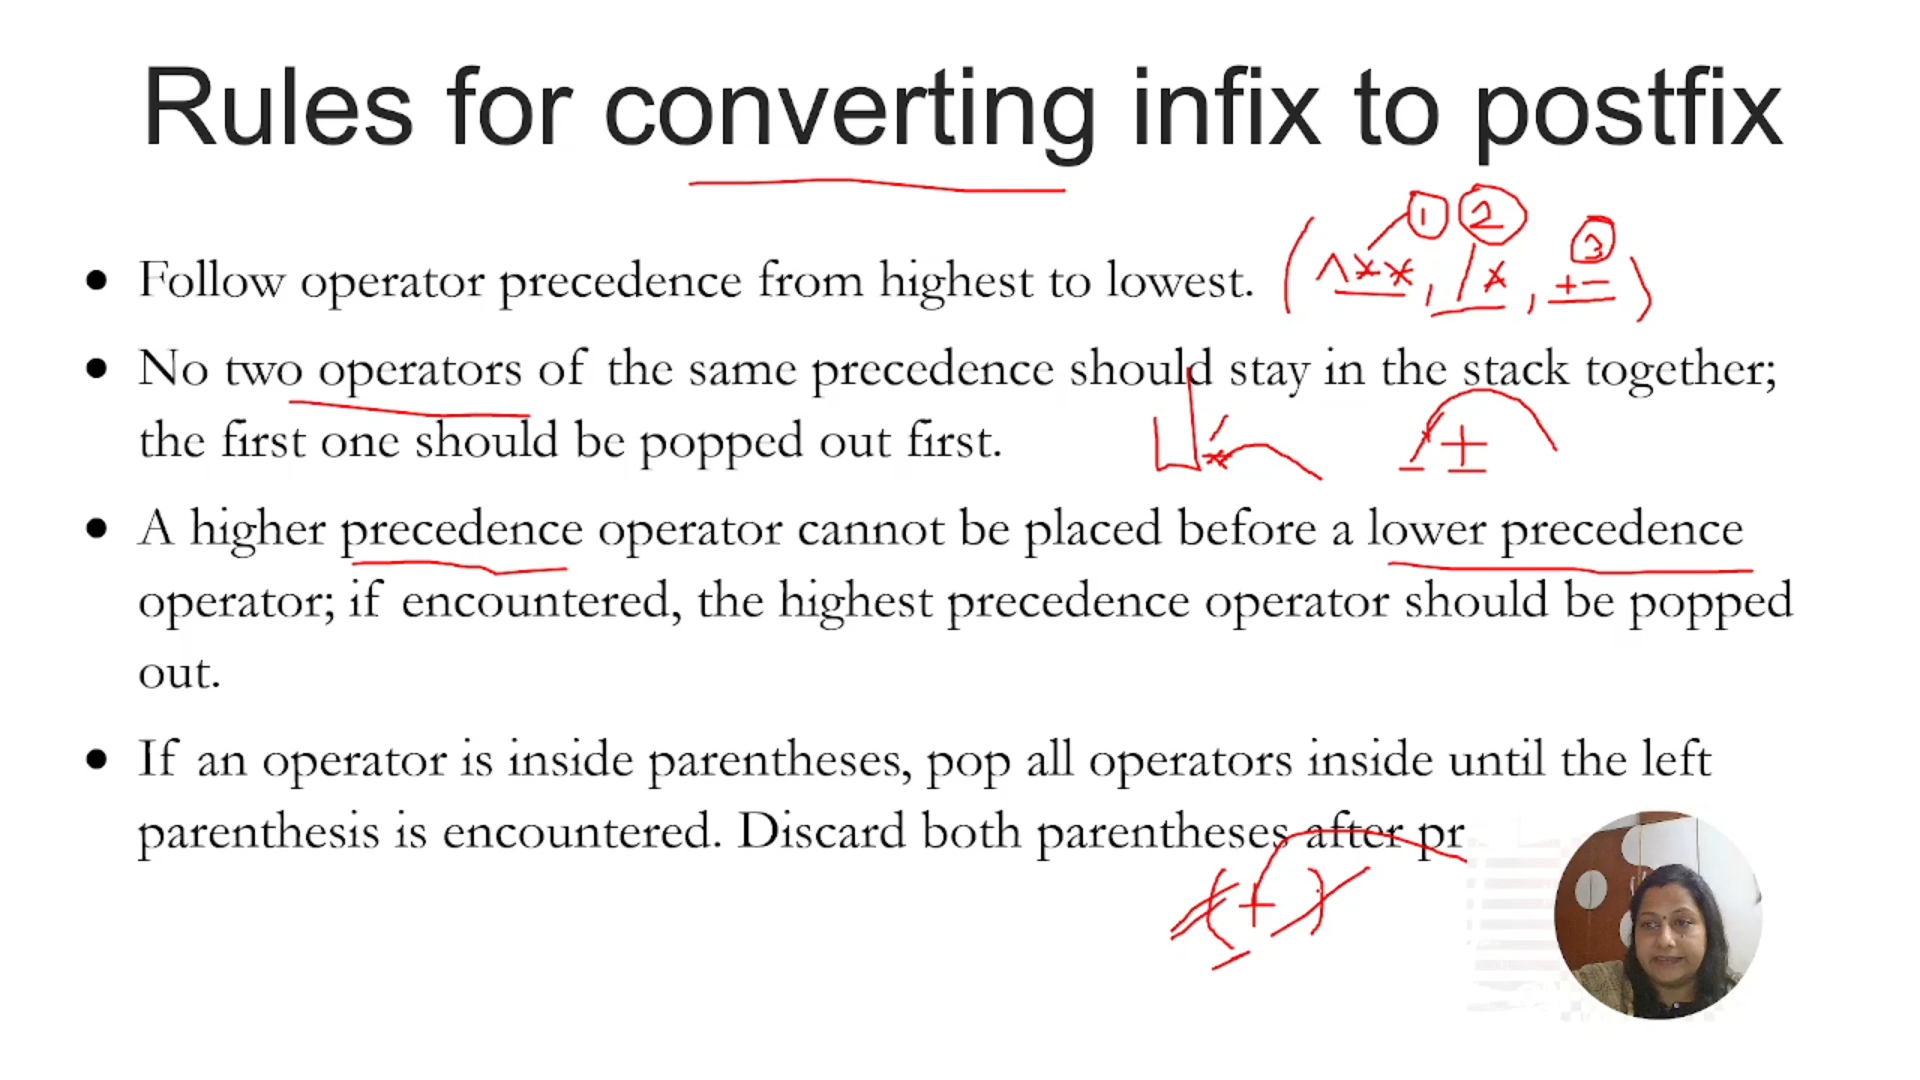 Rules for converting infix to postfix
① ② ③
• Follow operator precedence from highest to lowest. (^**, /*, +-)
• No two operators of the same precedence should stay in the stack together;
the first one should be popped out first.
• A higher precedence operator cannot be placed before a lower precedence
operator; if encountered, the highest precedence operator should be popped
out.
• If an operator is inside parentheses, pop all operators inside until the left
parenthesis is encountered. Discard both parentheses after pr
(+)